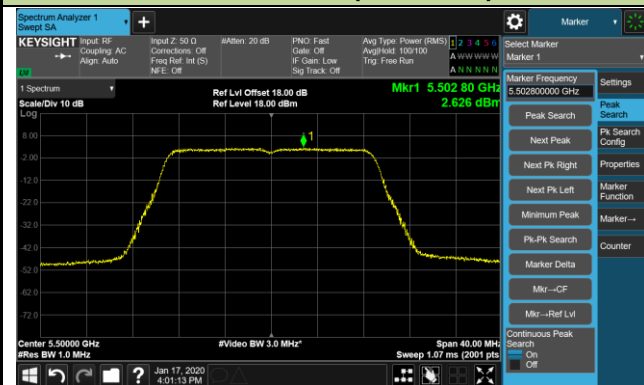 Spectrum Analyzer 1
Swept SA
+
Marker
KEYSIGHT
Input: RF
Coupling: AC
Align: Auto
Input Z: 50 Ω
Corrections: Off
Freq Ref: Int (S)
NFE: Off
#Atten: 20 dB
PNO: Fast
Gate: Off
IF Gain: Low
Sig Track: Off
Avg Type: Power (RMS)
Avg|Hold: 100/100
Trig: Free Run
1 2 3 4 5 6
A W W W W W
A N N N N N
LXI
Select Marker
Marker 1
1 Spectrum
Scale/Div 10 dB
Log
Ref Lvl Offset 18.00 dB
Ref Level 18.00 dBm
Mkr1 5.502 80 GHz
2.626 dBm
8.00
-2.00
-12.0
-22.0
-32.0
-42.0
-52.0
-62.0
-72.0
1
Center 5.50000 GHz
#Res BW 1.0 MHz
#Video BW 3.0 MHz*
Span 40.00 MHz
Sweep 1.07 ms (2001 pts)
Marker Frequency
5.502800000 GHz
Peak Search
Next Peak
Next Pk Right
Next Pk Left
Minimum Peak
Pk-Pk Search
Marker Delta
Mkr→CF
Mkr→Ref Lvl
Continuous Peak
Search
On
Off
Settings
Peak
Search
Pk Search
Config
Properties
Marker
Function
Marker→
Counter
?
Jan 17, 2020
4:01:13 PM